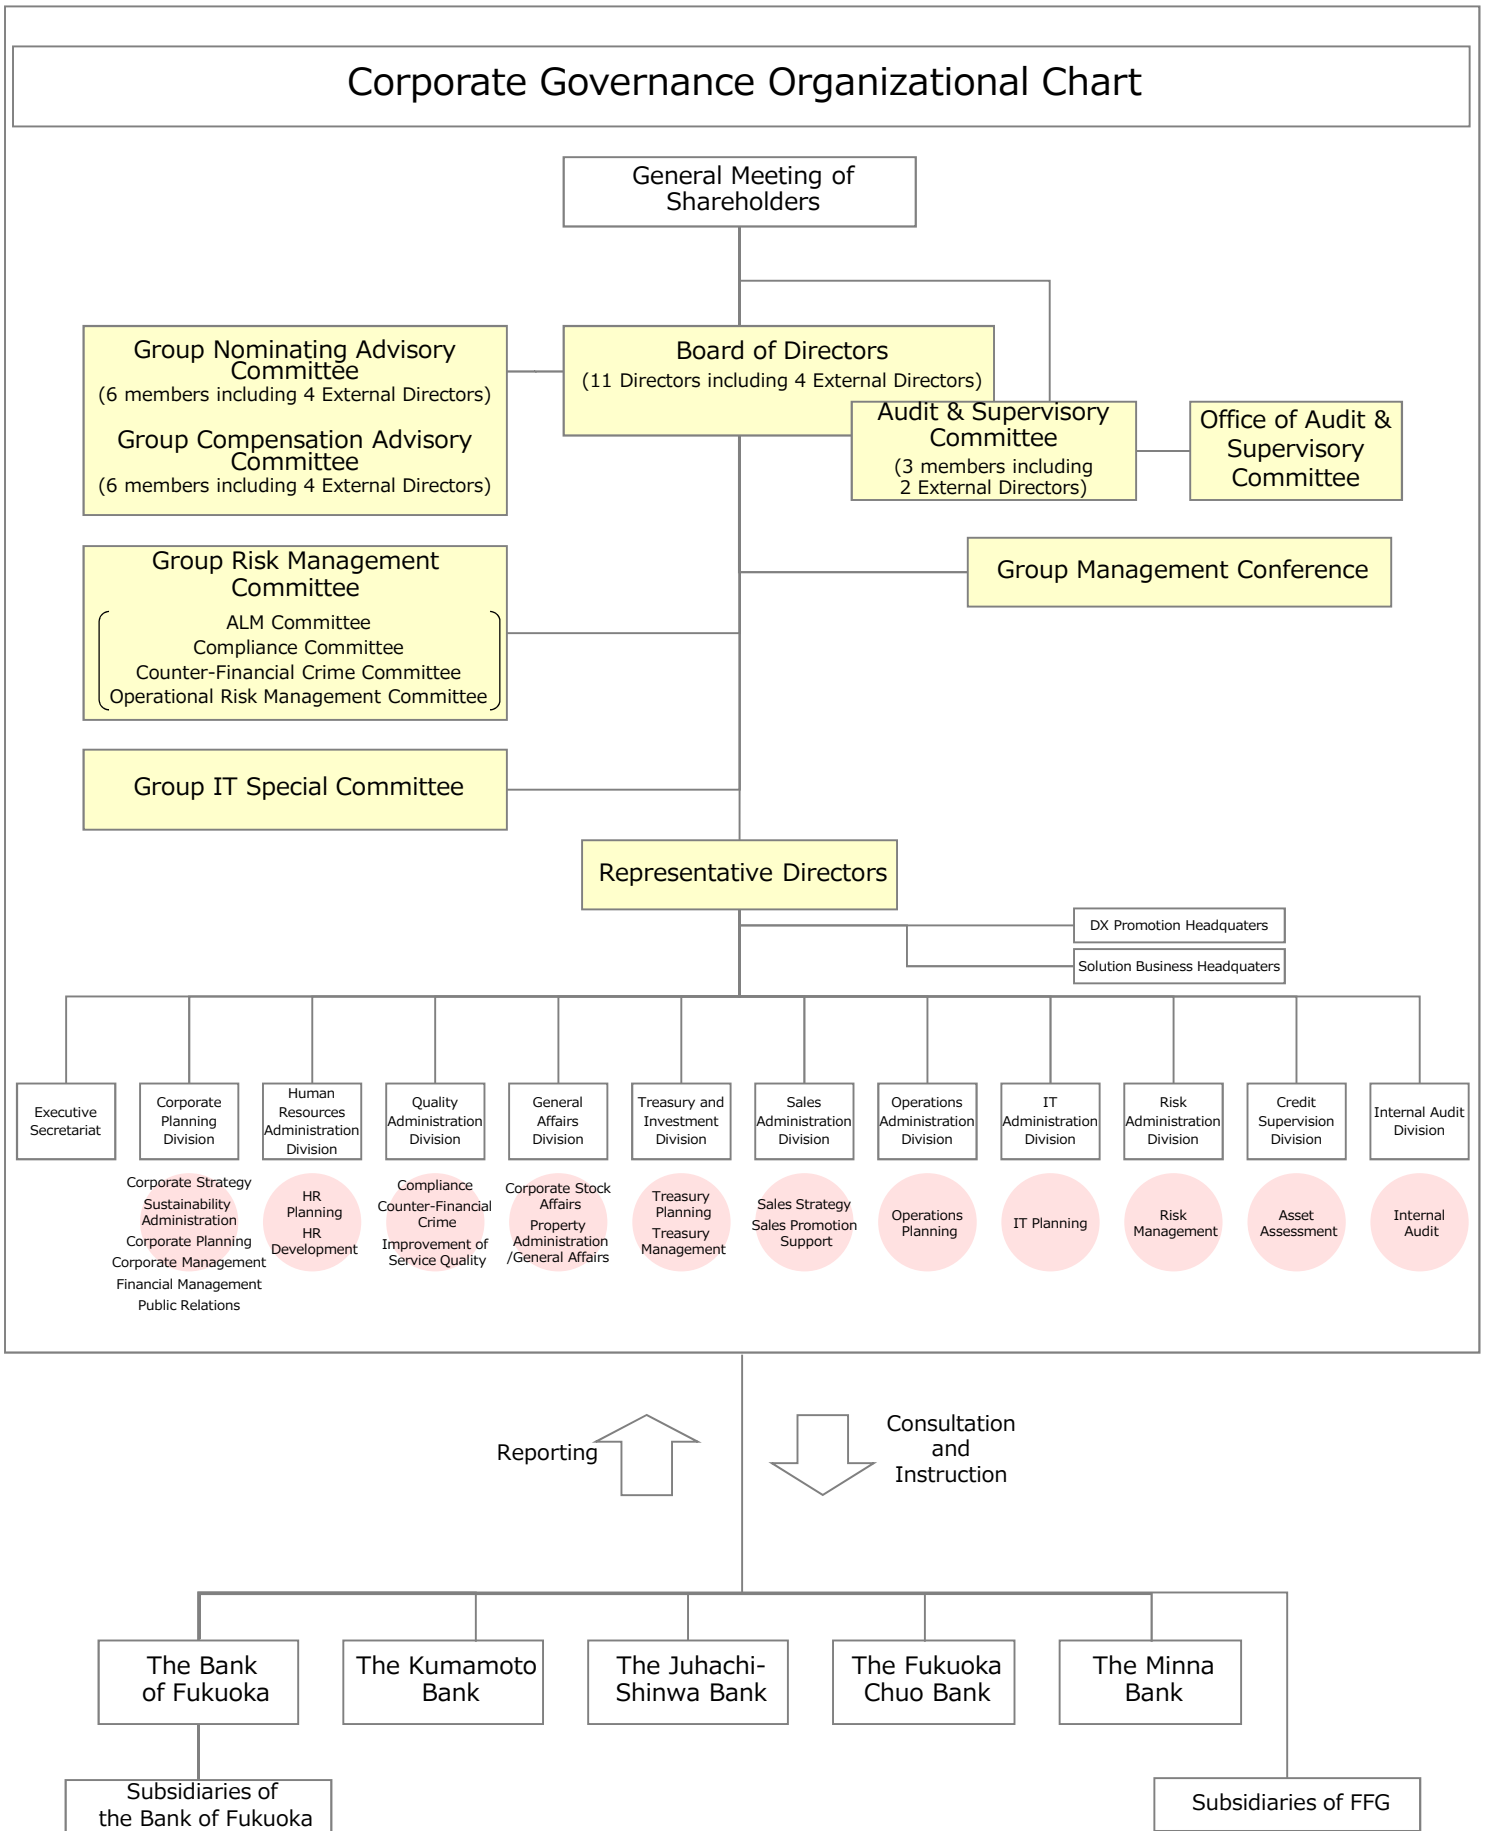 Corporate Governance Organizational Chart
General Meeting of
Shareholders
Group Nominating Advisory
Committee
(6 members including 4 External Directors)
Group Compensation Advisory
Committee
(6 members including 4 External Directors)
Board of Directors
(11 Directors including 4 External Directors)
Audit & Supervisory
Committee
(3 members including
2 External Directors)
Office of Audit &
Supervisory
Committee
Group Risk Management
Committee
ALM Committee
Compliance Committee
Counter-Financial Crime Committee
Operational Risk Management Committee
Group Management Conference
Group IT Special Committee
Representative Directors
DX Promotion Headquaters
Solution Business Headquaters
Executive
Secretariat
Corporate
Planning
Division
Human
Resources
Administration
Division
Quality
Administration
Division
General
Affairs
Division
Treasury and
Investment
Division
Sales
Administration
Division
Operations
Administration
Division
IT
Administration
Division
Risk
Administration
Division
Credit
Supervision
Division
Internal Audit
Division
Corporate Strategy
Sustainability
Administration
Corporate Planning
Corporate Management
Financial Management
Public Relations
HR
Planning
HR
Development
Compliance
Counter-Financial
Crime
Improvement of
Service Quality
Corporate Stock
Affairs
Property
Administration
/General Affairs
Treasury
Planning
Treasury
Management
Sales Strategy
Sales Promotion
Support
Operations
Planning
IT Planning
Risk
Management
Asset
Assessment
Internal
Audit
Reporting
Consultation
and
Instruction
The Bank
of Fukuoka
The Kumamoto
Bank
The Juhachi-
Shinwa Bank
The Fukuoka
Chuo Bank
The Minna
Bank
Subsidiaries of
the Bank of Fukuoka
Subsidiaries of FFG